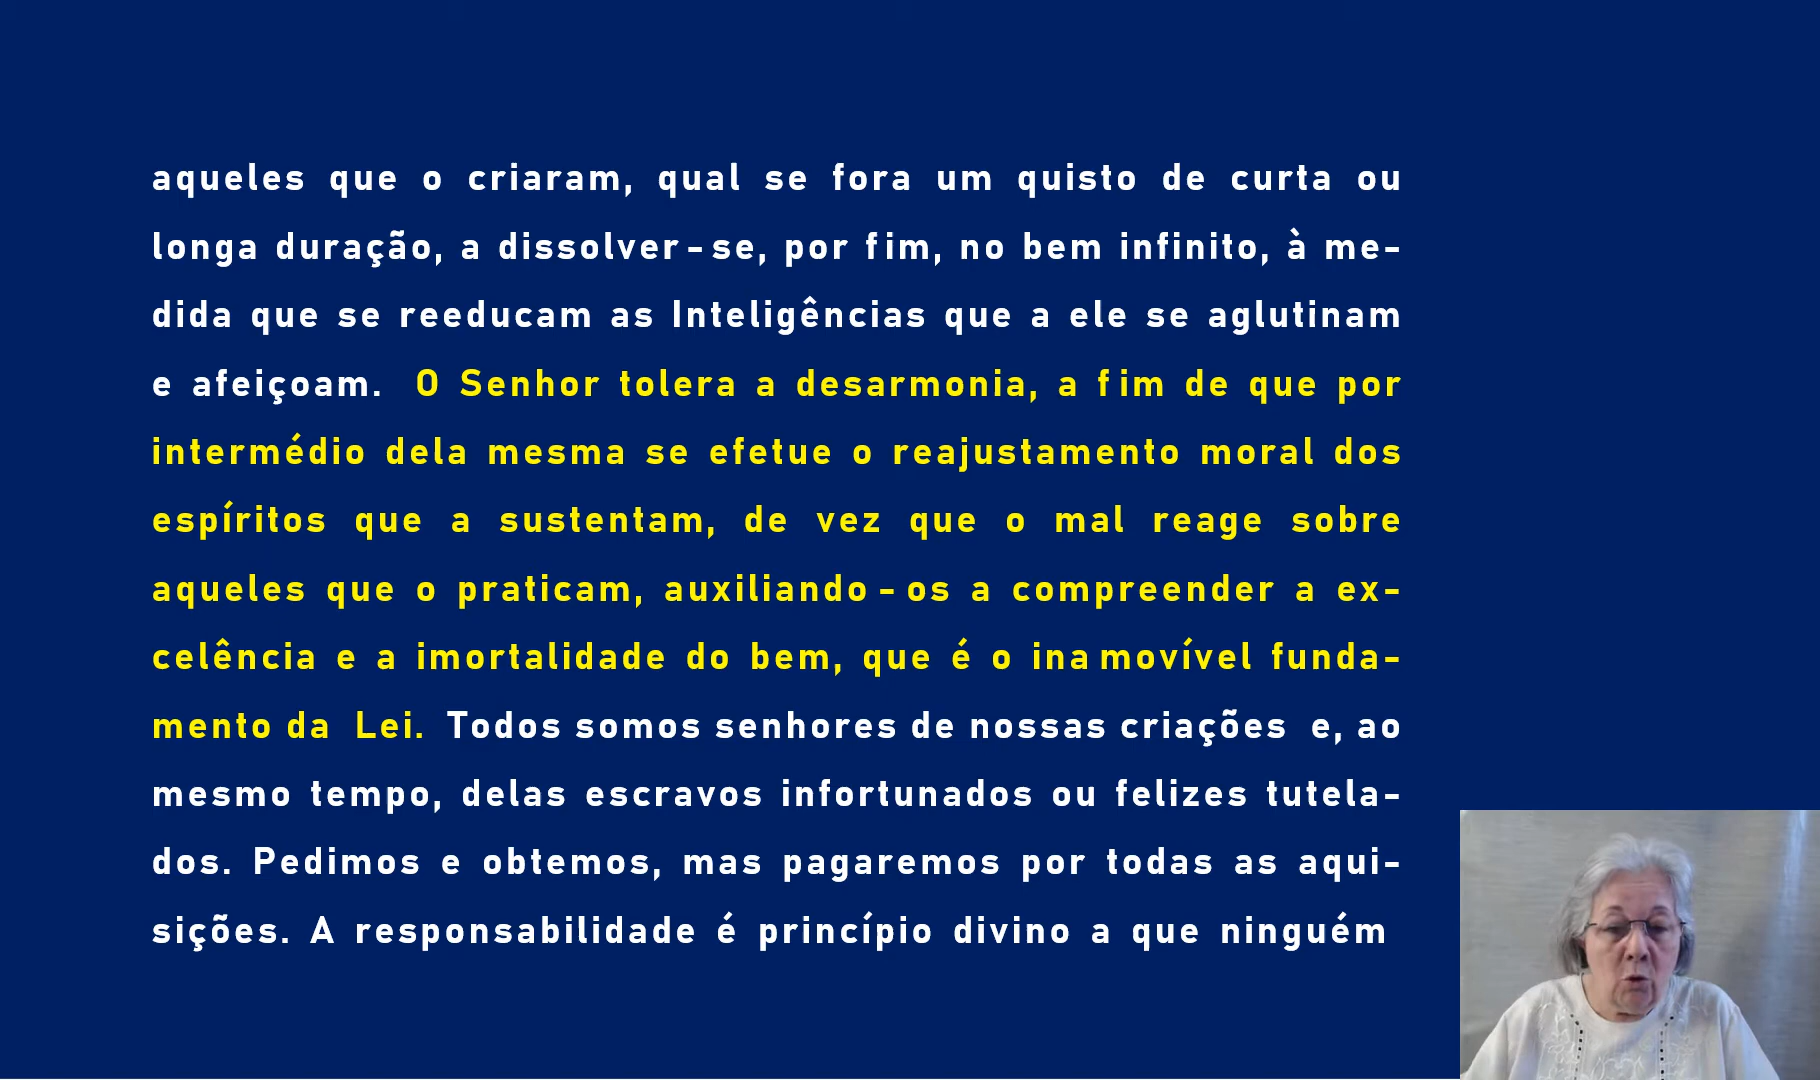 aqueles que o criaram, qual se fora um quisto de curta ou
longa duração, a dissolver-se, por fim, no bem infinito, à me-
dida que se reeducam as Inteligências que a ele se aglutinam
e afeiçoam. O Senhor tolera a desarmonia, a fim de que por
intermédio dela mesma se efetue o reajustamento moral dos
espíritos que a sustentam, de vez que o mal reage sobre
aqueles que o praticam, auxiliando-os a compreender a ex-
celência e a imortalidade do bem, que é o inamovível funda-
mento da Lei. Todos somos senhores de nossas criações e, ao
mesmo tempo, delas escravos infortunados ou felizes tutela-
dos. Pedimos e obtemos, mas pagaremos por todas as aqui-
sições. A responsabilidade é princípio divino a que ninguém